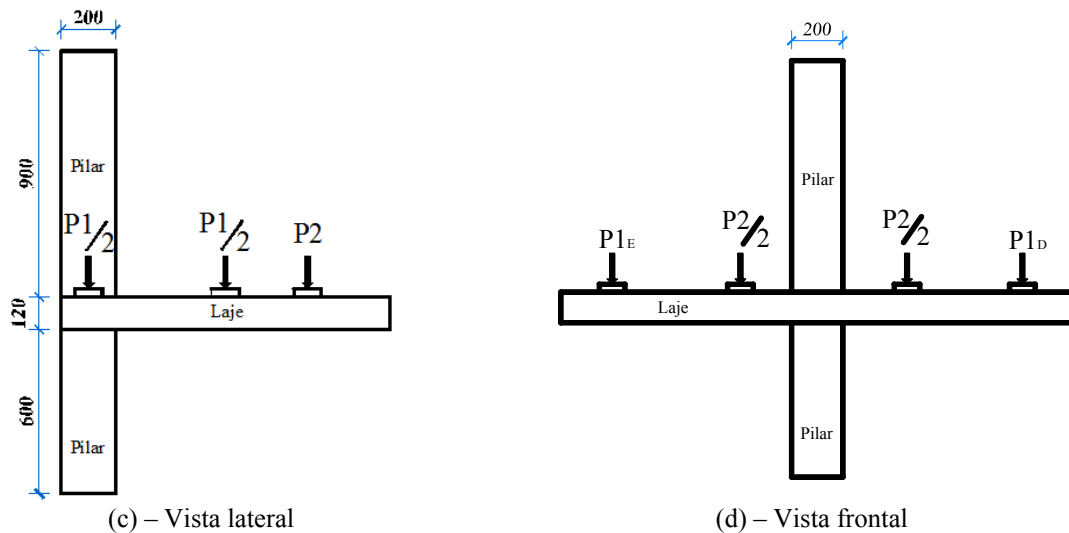 200
900
120
600
Pilar
P1/2
P1/2
P2
Laje
Pilar
(c) – Vista lateral
200
Pilar
P1E
P2/2
P2/2
P1D
Laje
Pilar
(d) – Vista frontal